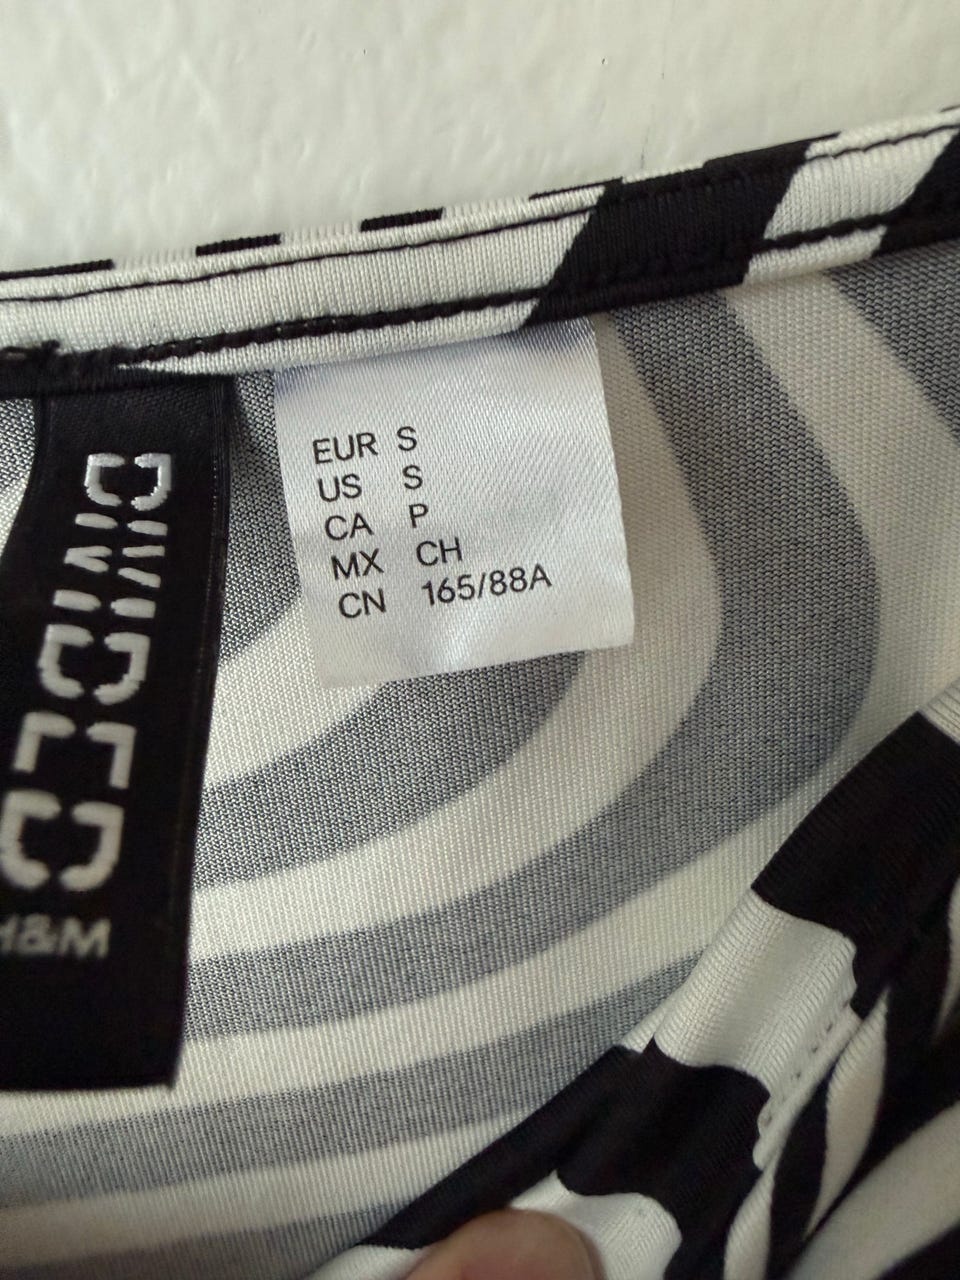 DIVIDED
H&M
EUR S
US S
CA P
MX CH
CN 165/88A